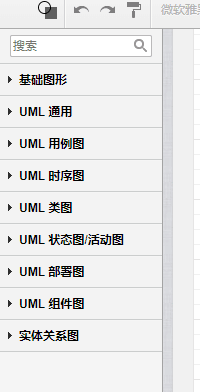 微软雅黑
搜索
基础图形
UML 通用
UML 用例图
UML 时序图
UML 类图
UML 状态图/活动图
UML 部署图
UML 组件图
实体关系图